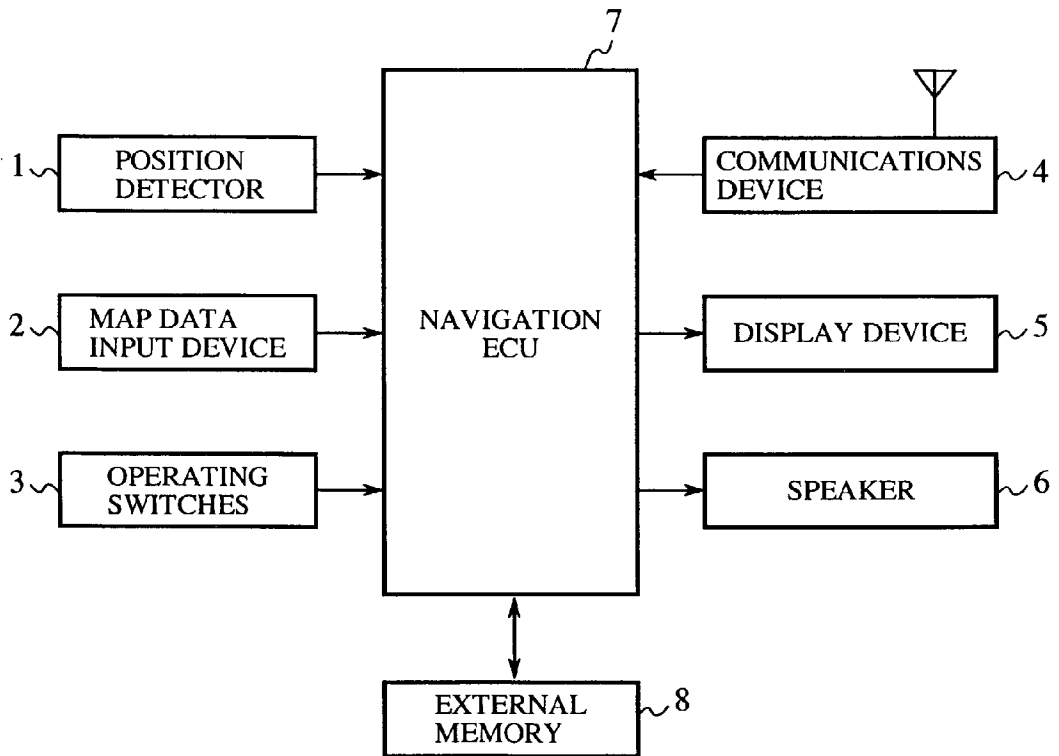 7
1
POSITION
DETECTOR
COMMUNICATIONS
DEVICE
4
2
MAP DATA
INPUT DEVICE
NAVIGATION
ECU
DISPLAY DEVICE
5
3
OPERATING
SWITCHES
SPEAKER
6
EXTERNAL
MEMORY
8